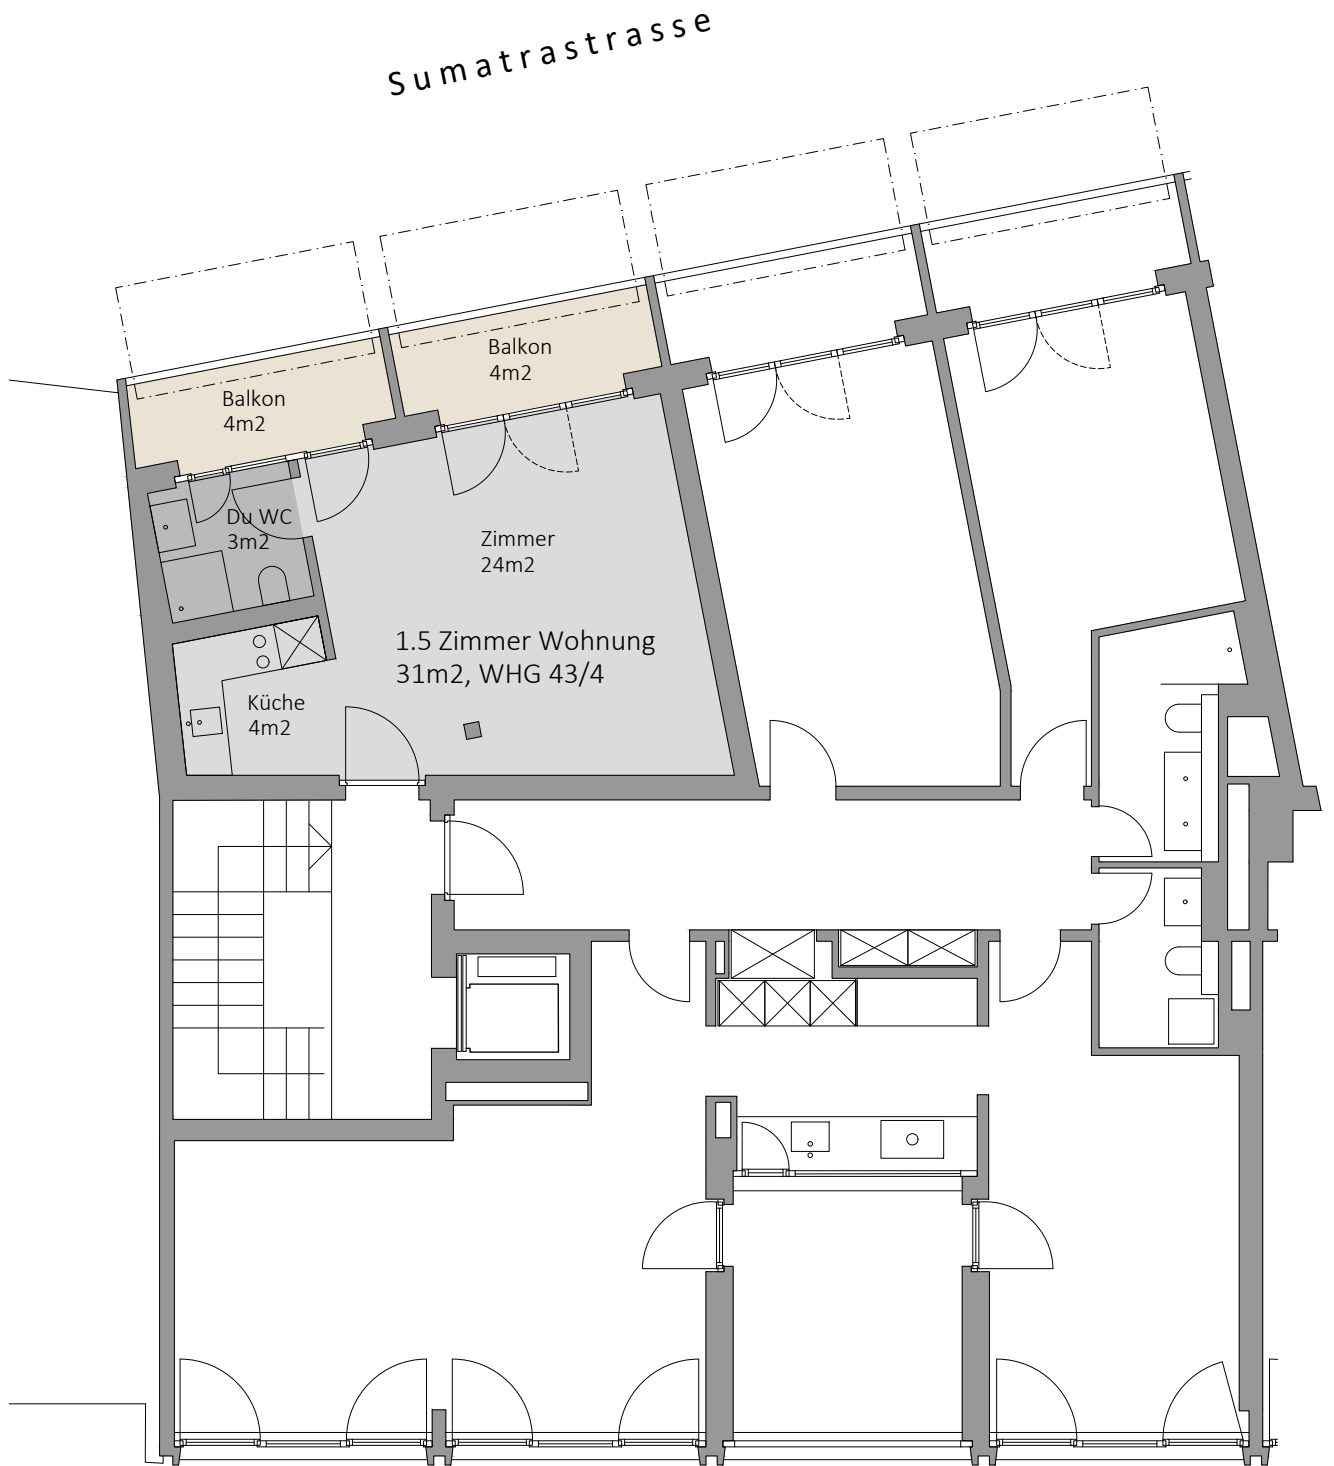 Sumatrastrasse
Balkon
4m2
Balkon
4m2
Du WC
3m2
Zimmer
24m2
1.5 Zimmer Wohnung
31m2, WHG 43/4
Küche
4m2